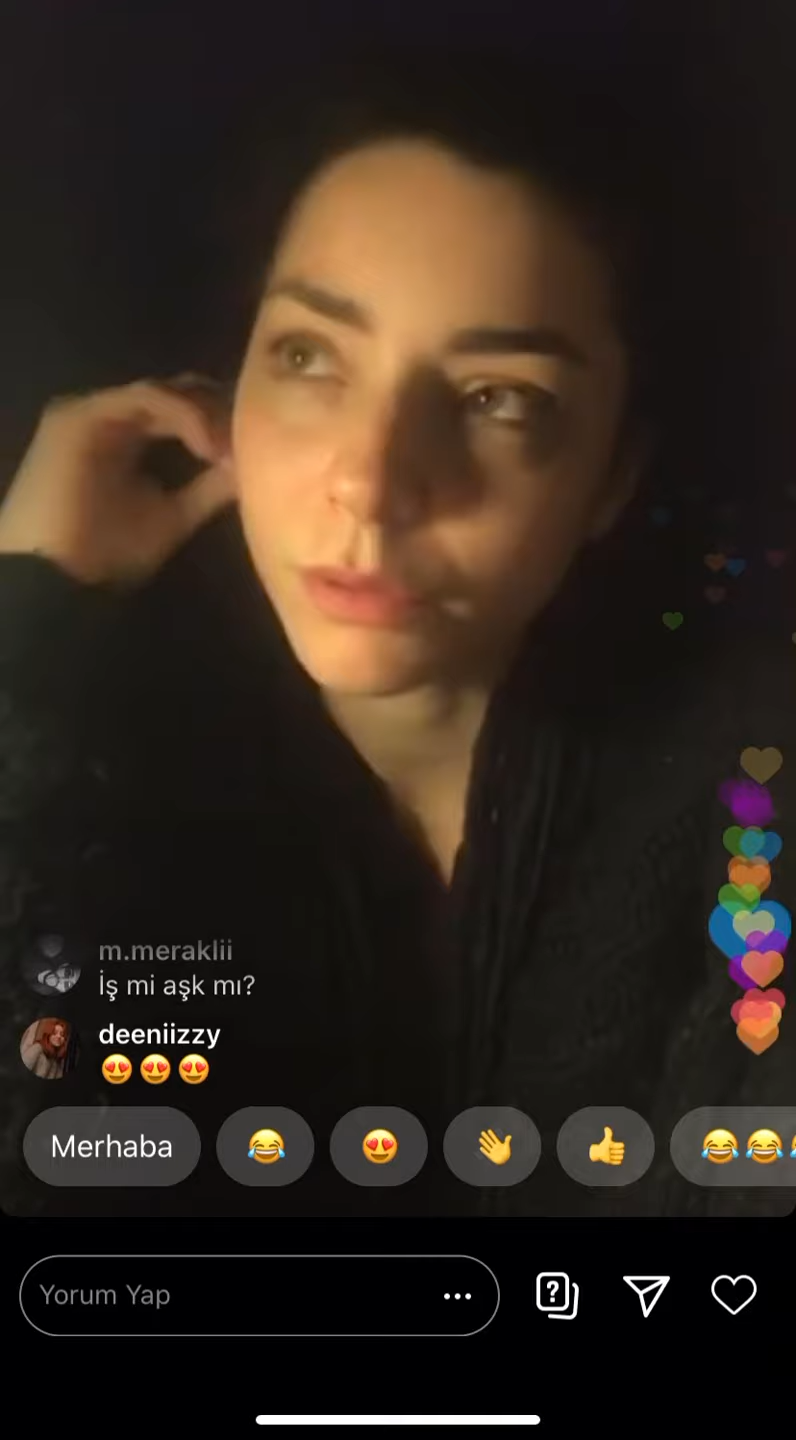 m.meraklii
İş mi aşk mı?
deeniizzy
😍😍😍
Merhaba
😂
😍
👋
👍
😂😂
Yorum Yap